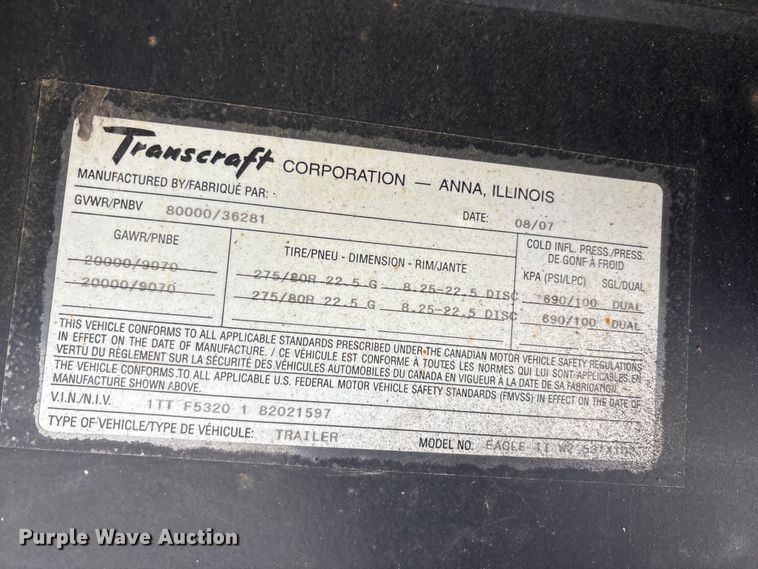 Transcraft CORPORATION — ANNA, ILLINOIS
MANUFACTURED BY/FABRIQUÉ PAR:
GVWR/PNBV 80000/36281 DATE: 08/07
GAWR/PNBE TIRE/PNEU - DIMENSION - RIM/JANTE COLD INFL. PRESS./PRESS. DE GONF À FROID
KPA (PSI/LPC) SGL/DUAL
20000/9070 275/80R 22.5 G 8.25-22.5 DISC 690/100 DUAL
20000/9070 275/80R 22.5 G 8.25-22.5 DISC 690/100 DUAL
THIS VEHICLE CONFORMS TO ALL APPLICABLE STANDARDS PRESCRIBED UNDER THE CANADIAN MOTOR VEHICLE SAFETY REGULATIONS
IN EFFECT ON THE DATE OF MANUFACTURE. / CE VÉHICULE EST CONFORME À TOUTES LES NORMES QUI LUI SONT APPLICABLES EN
VERTU DU RÉGLEMENT SUR LA SÉCURITÉ DES VÉHICULES AUTOMOBILES DU CANADA EN VIGUEUR À LA DATE DE SA FABRICATION.
THE VEHICLE CONFORMS TO ALL APPLICABLE U.S. FEDERAL MOTOR VEHICLE SAFETY STANDARDS (FMVSS) IN EFFECT ON THE DATE OF
MANUFACTURE SHOWN ABOVE.
V.I.N./N.I.V. 1TT F5320 1 82021597
TYPE OF VEHICLE/TYPE DE VÉHICULE: TRAILER MODEL NO: EAGLE II
Purple Wave Auction